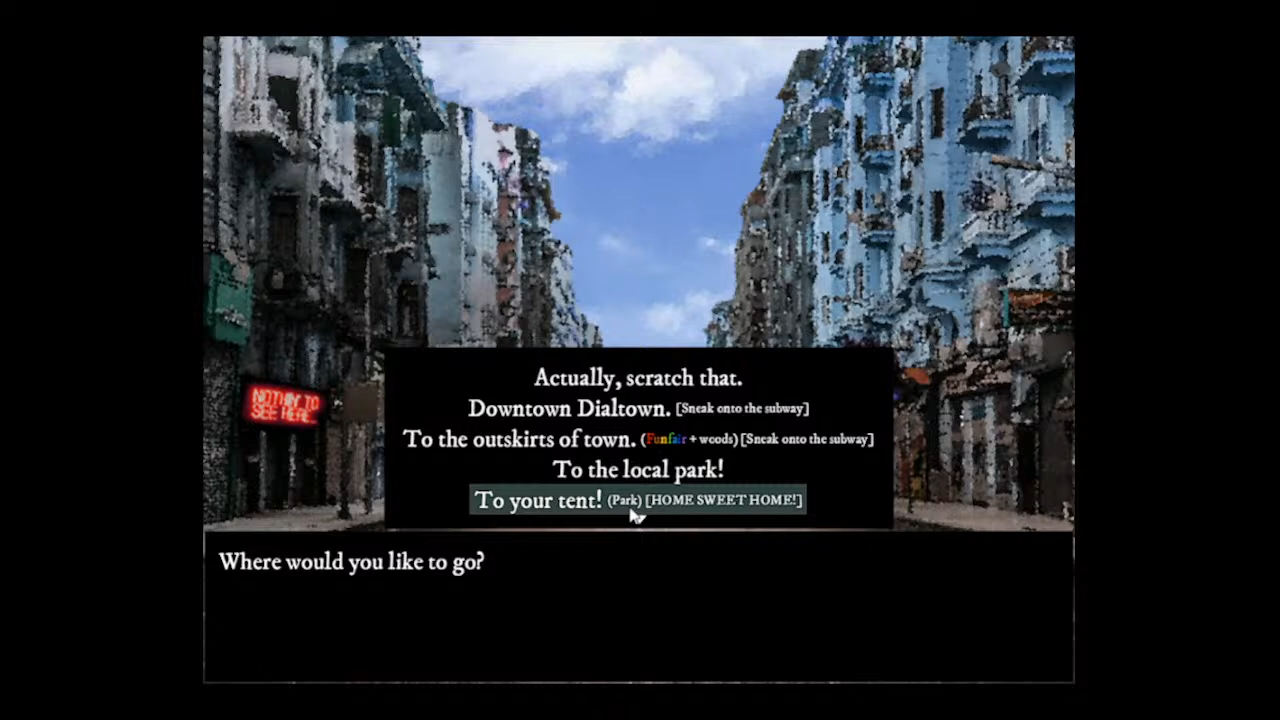 Actually, scratch that.
Downtown Dialtown. [Sneak onto the subway]
To the outskirts of town. (Funfair + woods) [Sneak onto the subway]
To the local park!
To your tent! (Park) [HOME SWEET HOME!]
NOTHIN' TO
SEE HERE
Where would you like to go?